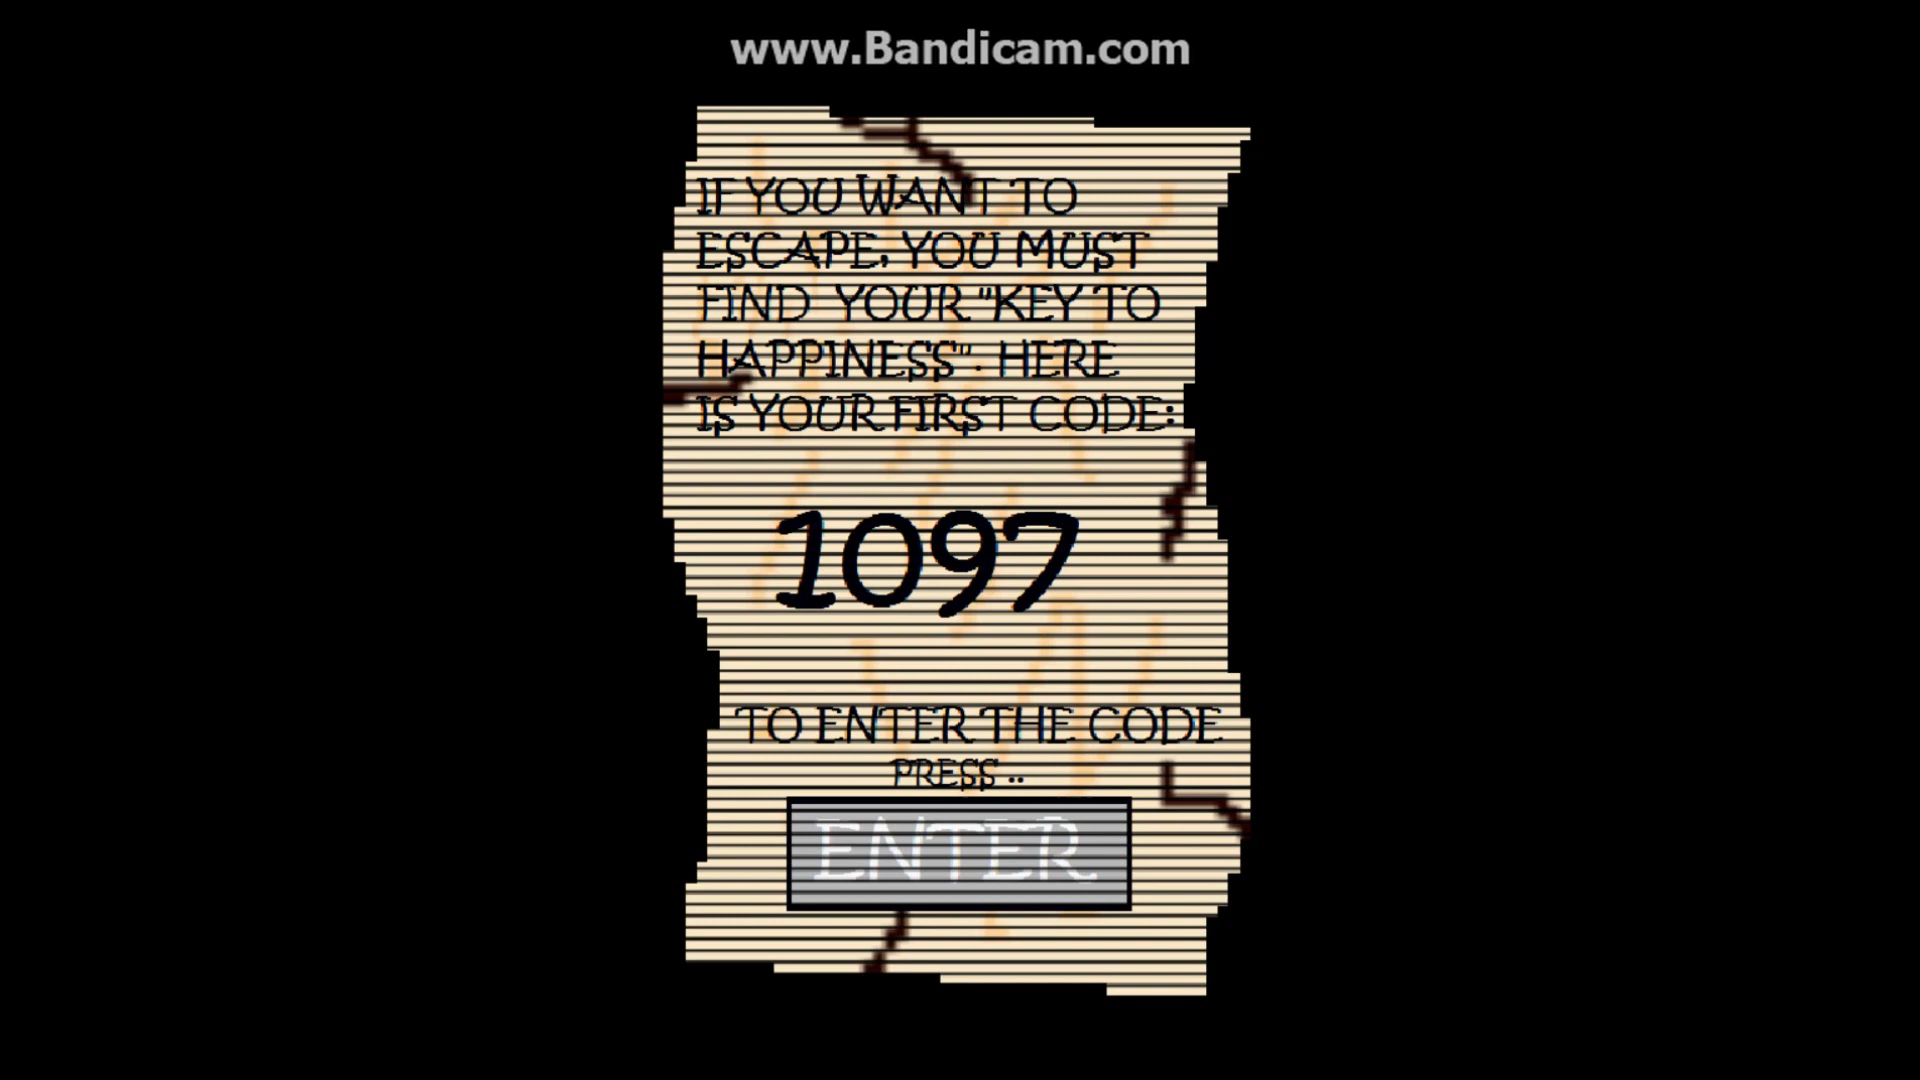 www.Bandicam.com
IF YOU WANT TO
ESCAPE, YOU MUST
FIND YOUR "KEY TO
HAPPINESS". HERE
IS YOUR FIRST CODE:
1097
TO ENTER THE CODE
PRESS ..
ENTER